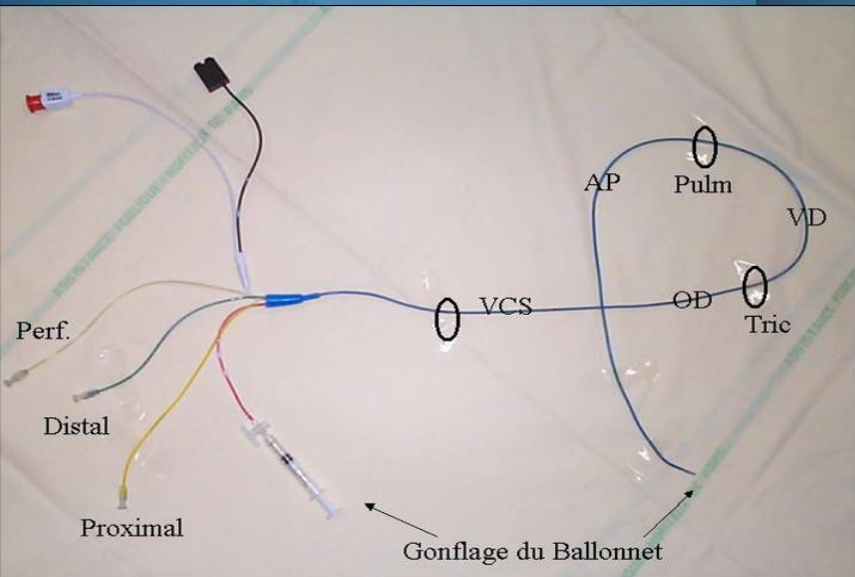 AP
Pulm
VD
VCS
OD
Tric
Perf.
Distal
Proximal
Gonflage du Ballonnet